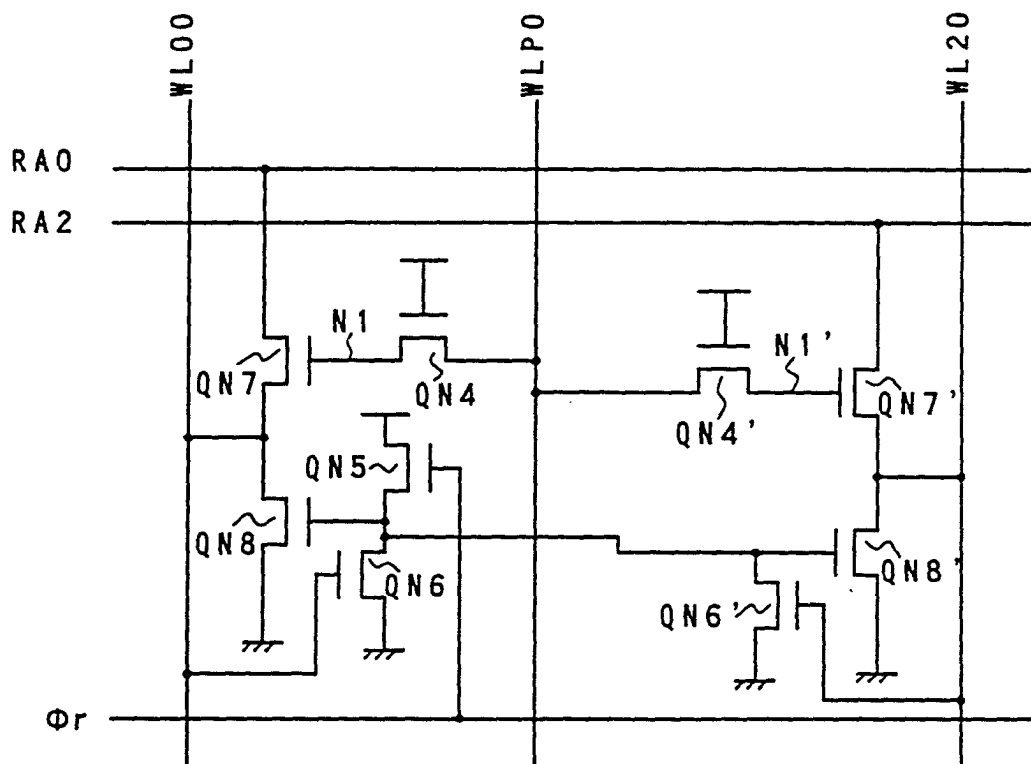 WL00
WLP0
WL20
RA0
RA2
N1
N1'
QN7
QN4
QN7'
QN4'
QN5
QN8
QN6
QN8'
QN6'
Φr